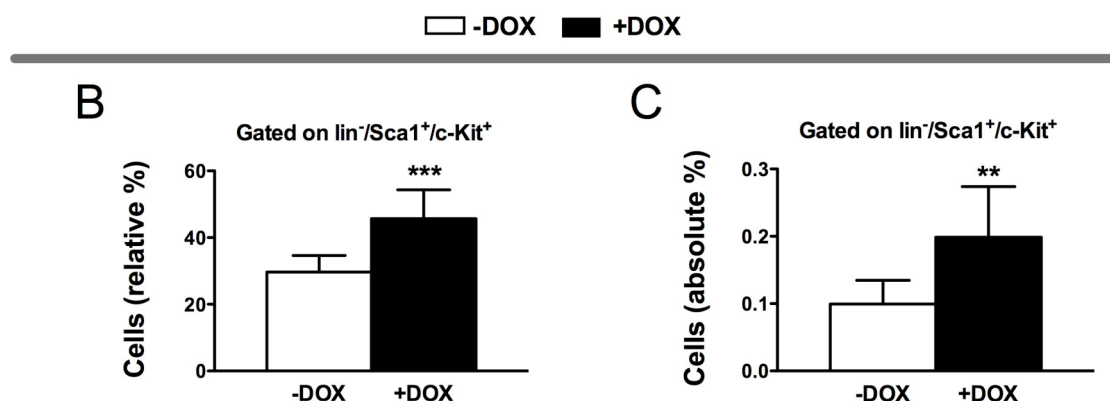 -DOX +DOX
B
Gated on lin⁻/Sca1⁺/c-Kit⁺
Cells (relative %)
60
40
20
0
***
-DOX +DOX
C
Gated on lin⁻/Sca1⁺/c-Kit⁺
Cells (absolute %)
0.3
0.2
0.1
0.0
**
-DOX +DOX